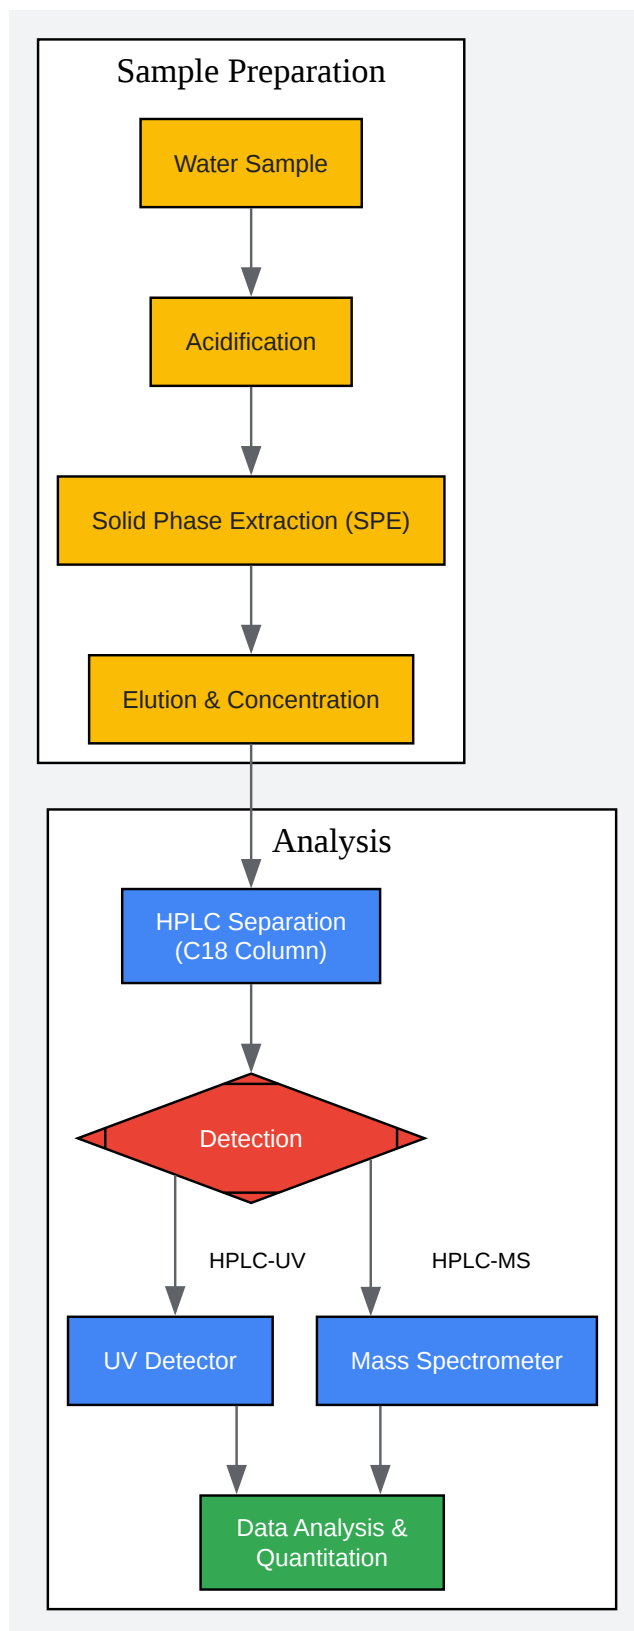 Sample Preparation
Water Sample
Acidification
Solid Phase Extraction (SPE)
Elution & Concentration
Analysis
HPLC Separation
(C18 Column)
Detection
HPLC-UV
HPLC-MS
UV Detector
Mass Spectrometer
Data Analysis &
Quantitation